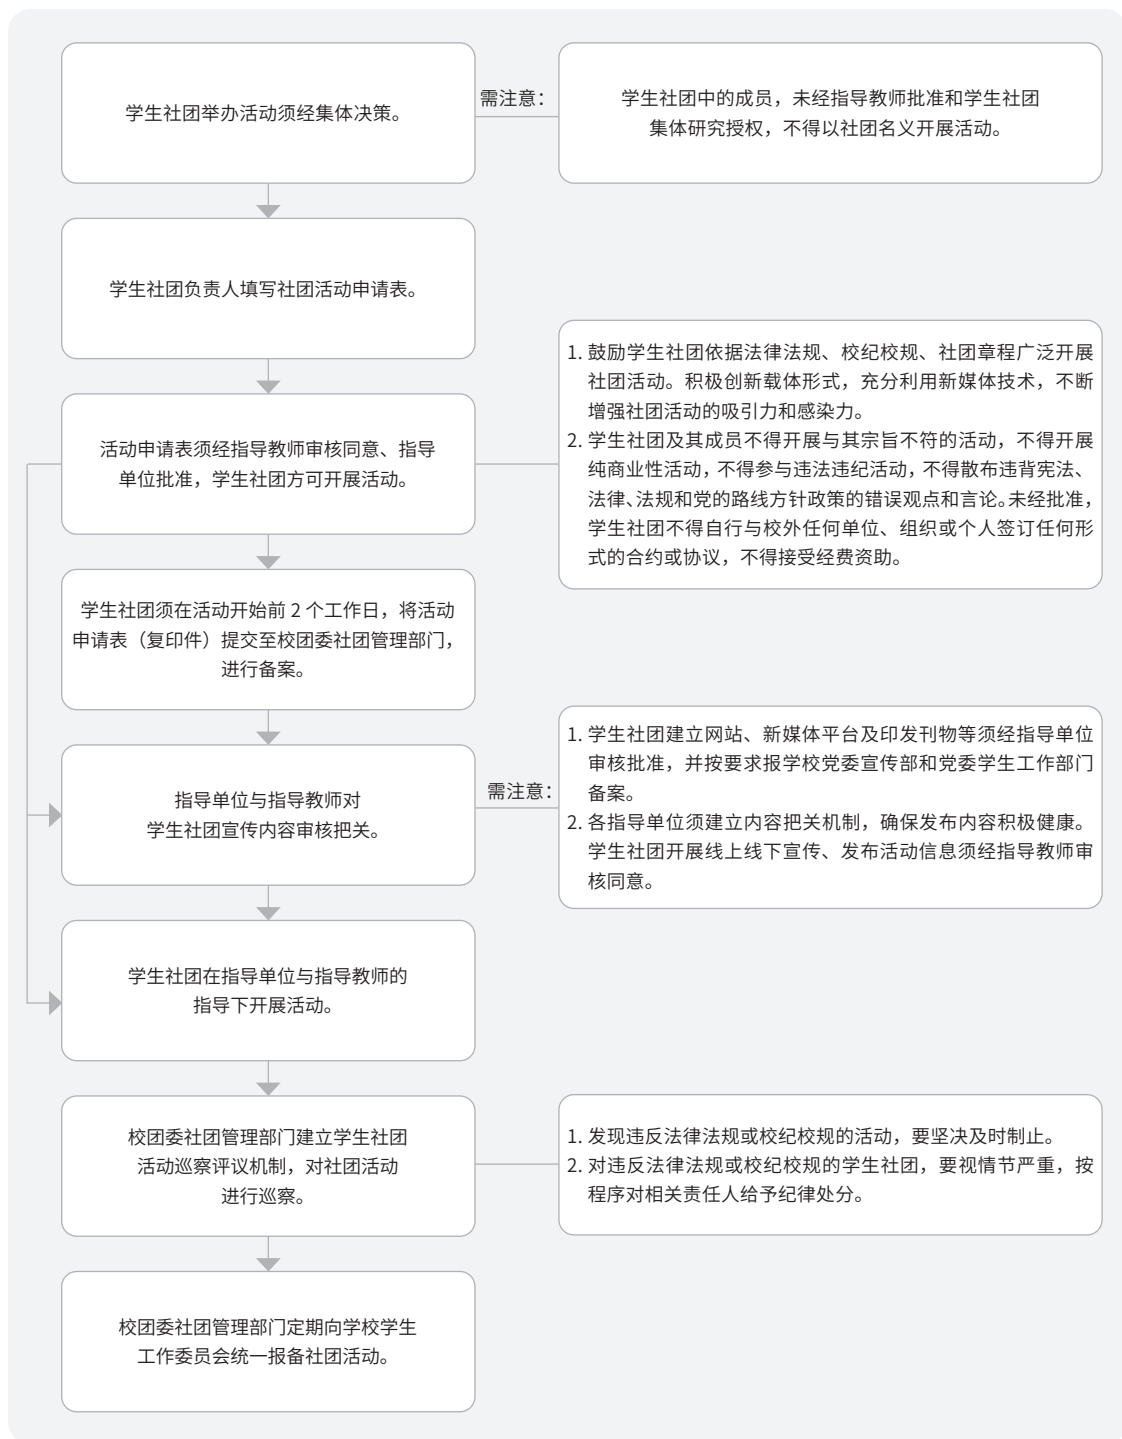 学生社团举办活动须经集体决策。
需注意：
学生社团中的成员，未经指导教师批准和学生社团
集体研究授权，不得以社团名义开展活动。
学生社团负责人填写社团活动申请表。
活动申请表须经指导教师审核同意、指导
单位批准，学生社团方可开展活动。
1. 鼓励学生社团依据法律法规、校纪校规、社团章程广泛开展
社团活动。积极创新载体形式，充分利用新媒体技术，不断
增强社团活动的吸引力和感染力。
2. 学生社团及其成员不得开展与其宗旨不符的活动，不得开展
纯商业性活动，不得参与违法违纪活动，不得散布违背宪法、
法律、法规和党的路线方针政策的错误观点和言论。未经批准，
学生社团不得自行与校外任何单位、组织或个人签订任何形
式的合约或协议，不得接受经费资助。
学生社团须在活动开始前 2 个工作日，将活动
申请表（复印件）提交至校团委社团管理部门，
进行备案。
指导单位与指导教师对
学生社团宣传内容审核把关。
需注意：
1. 学生社团建立网站、新媒体平台及印发刊物等须经指导单位
审核批准，并按要求报学校党委宣传部和党委学生工作部门
备案。
2. 各指导单位须建立内容把关机制，确保发布内容积极健康。
学生社团开展线上线下宣传、发布活动信息须经指导教师审
核同意。
学生社团在指导单位与指导教师的
指导下开展活动。
校团委社团管理部门建立学生社团
活动巡察评议机制，对社团活动
进行巡察。
1. 发现违反法律法规或校纪校规的活动，要坚决及时制止。
2. 对违反法律法规或校纪校规的学生社团，要视情节严重，按
程序对相关责任人给予纪律处分。
校团委社团管理部门定期向学校学生
工作委员会统一报备社团活动。